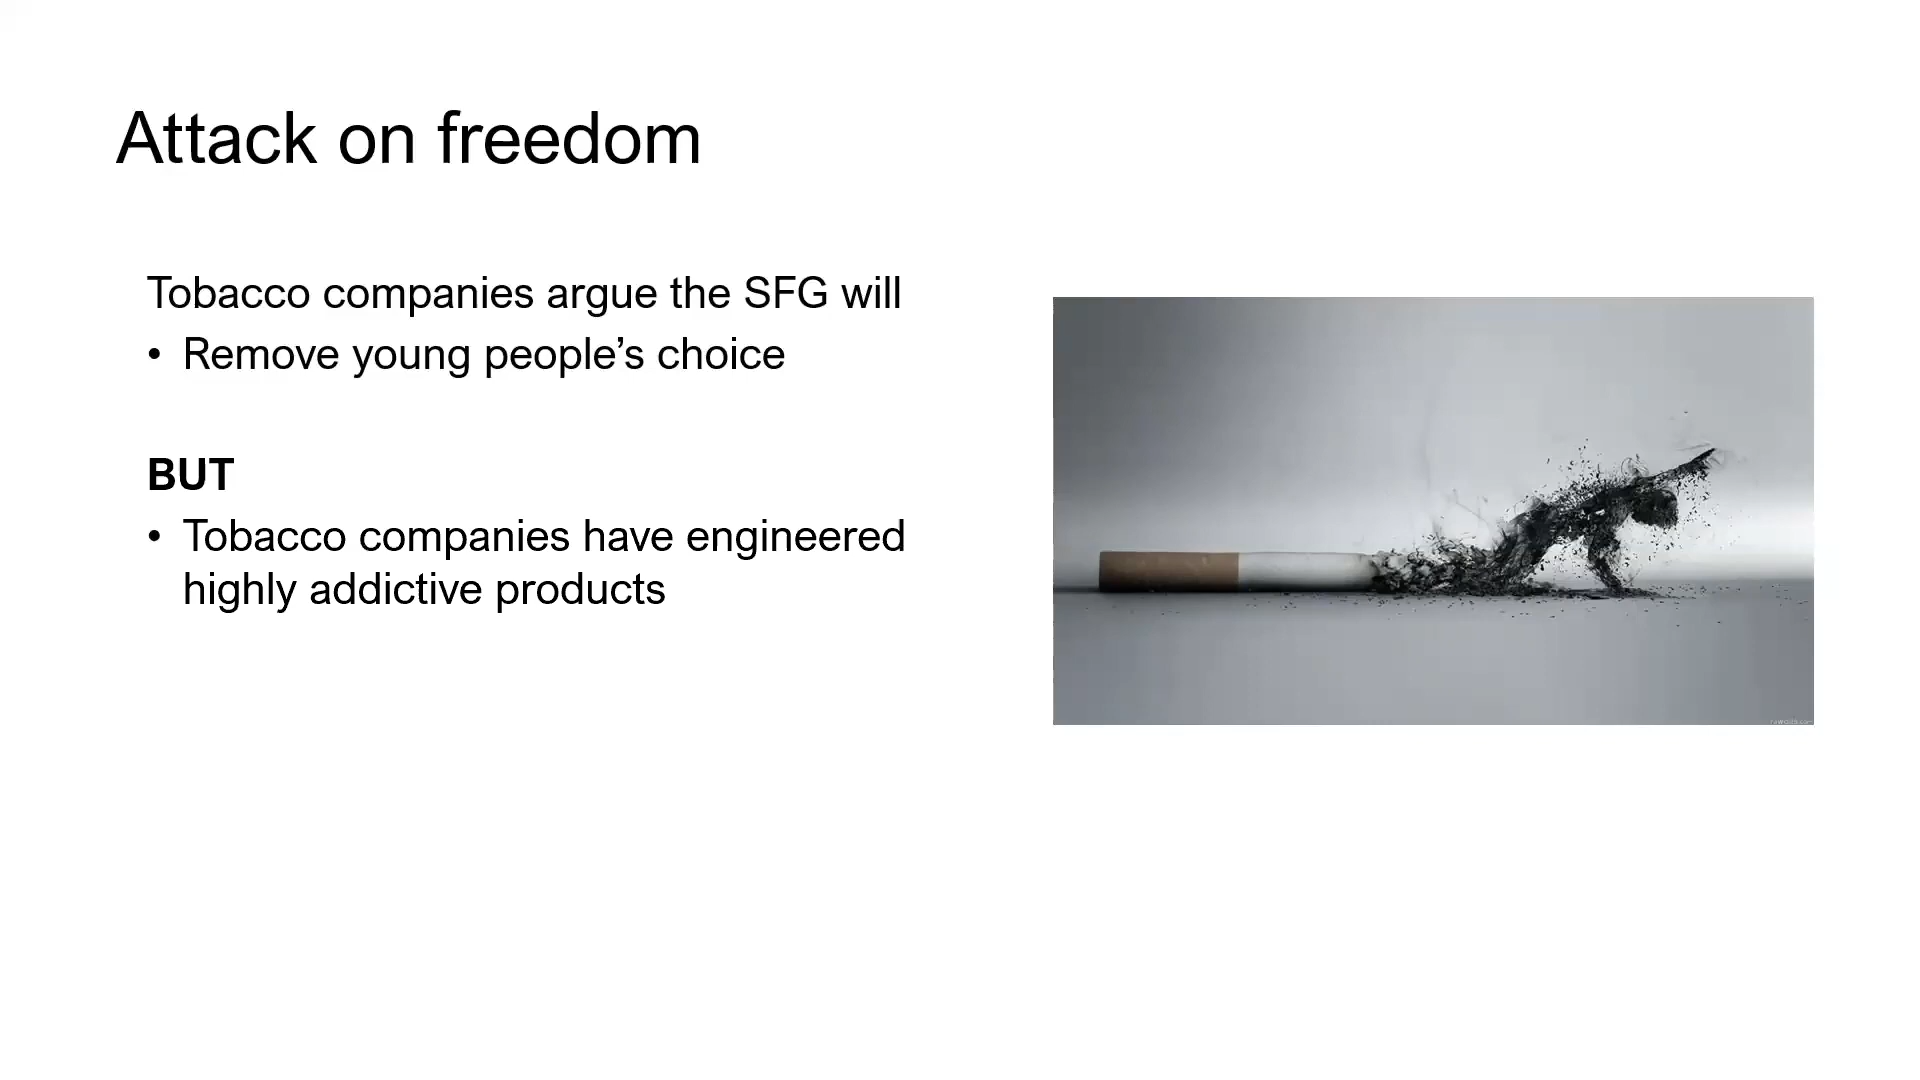 Attack on freedom
Tobacco companies argue the SFG will
• Remove young people’s choice
BUT
• Tobacco companies have engineered
highly addictive products